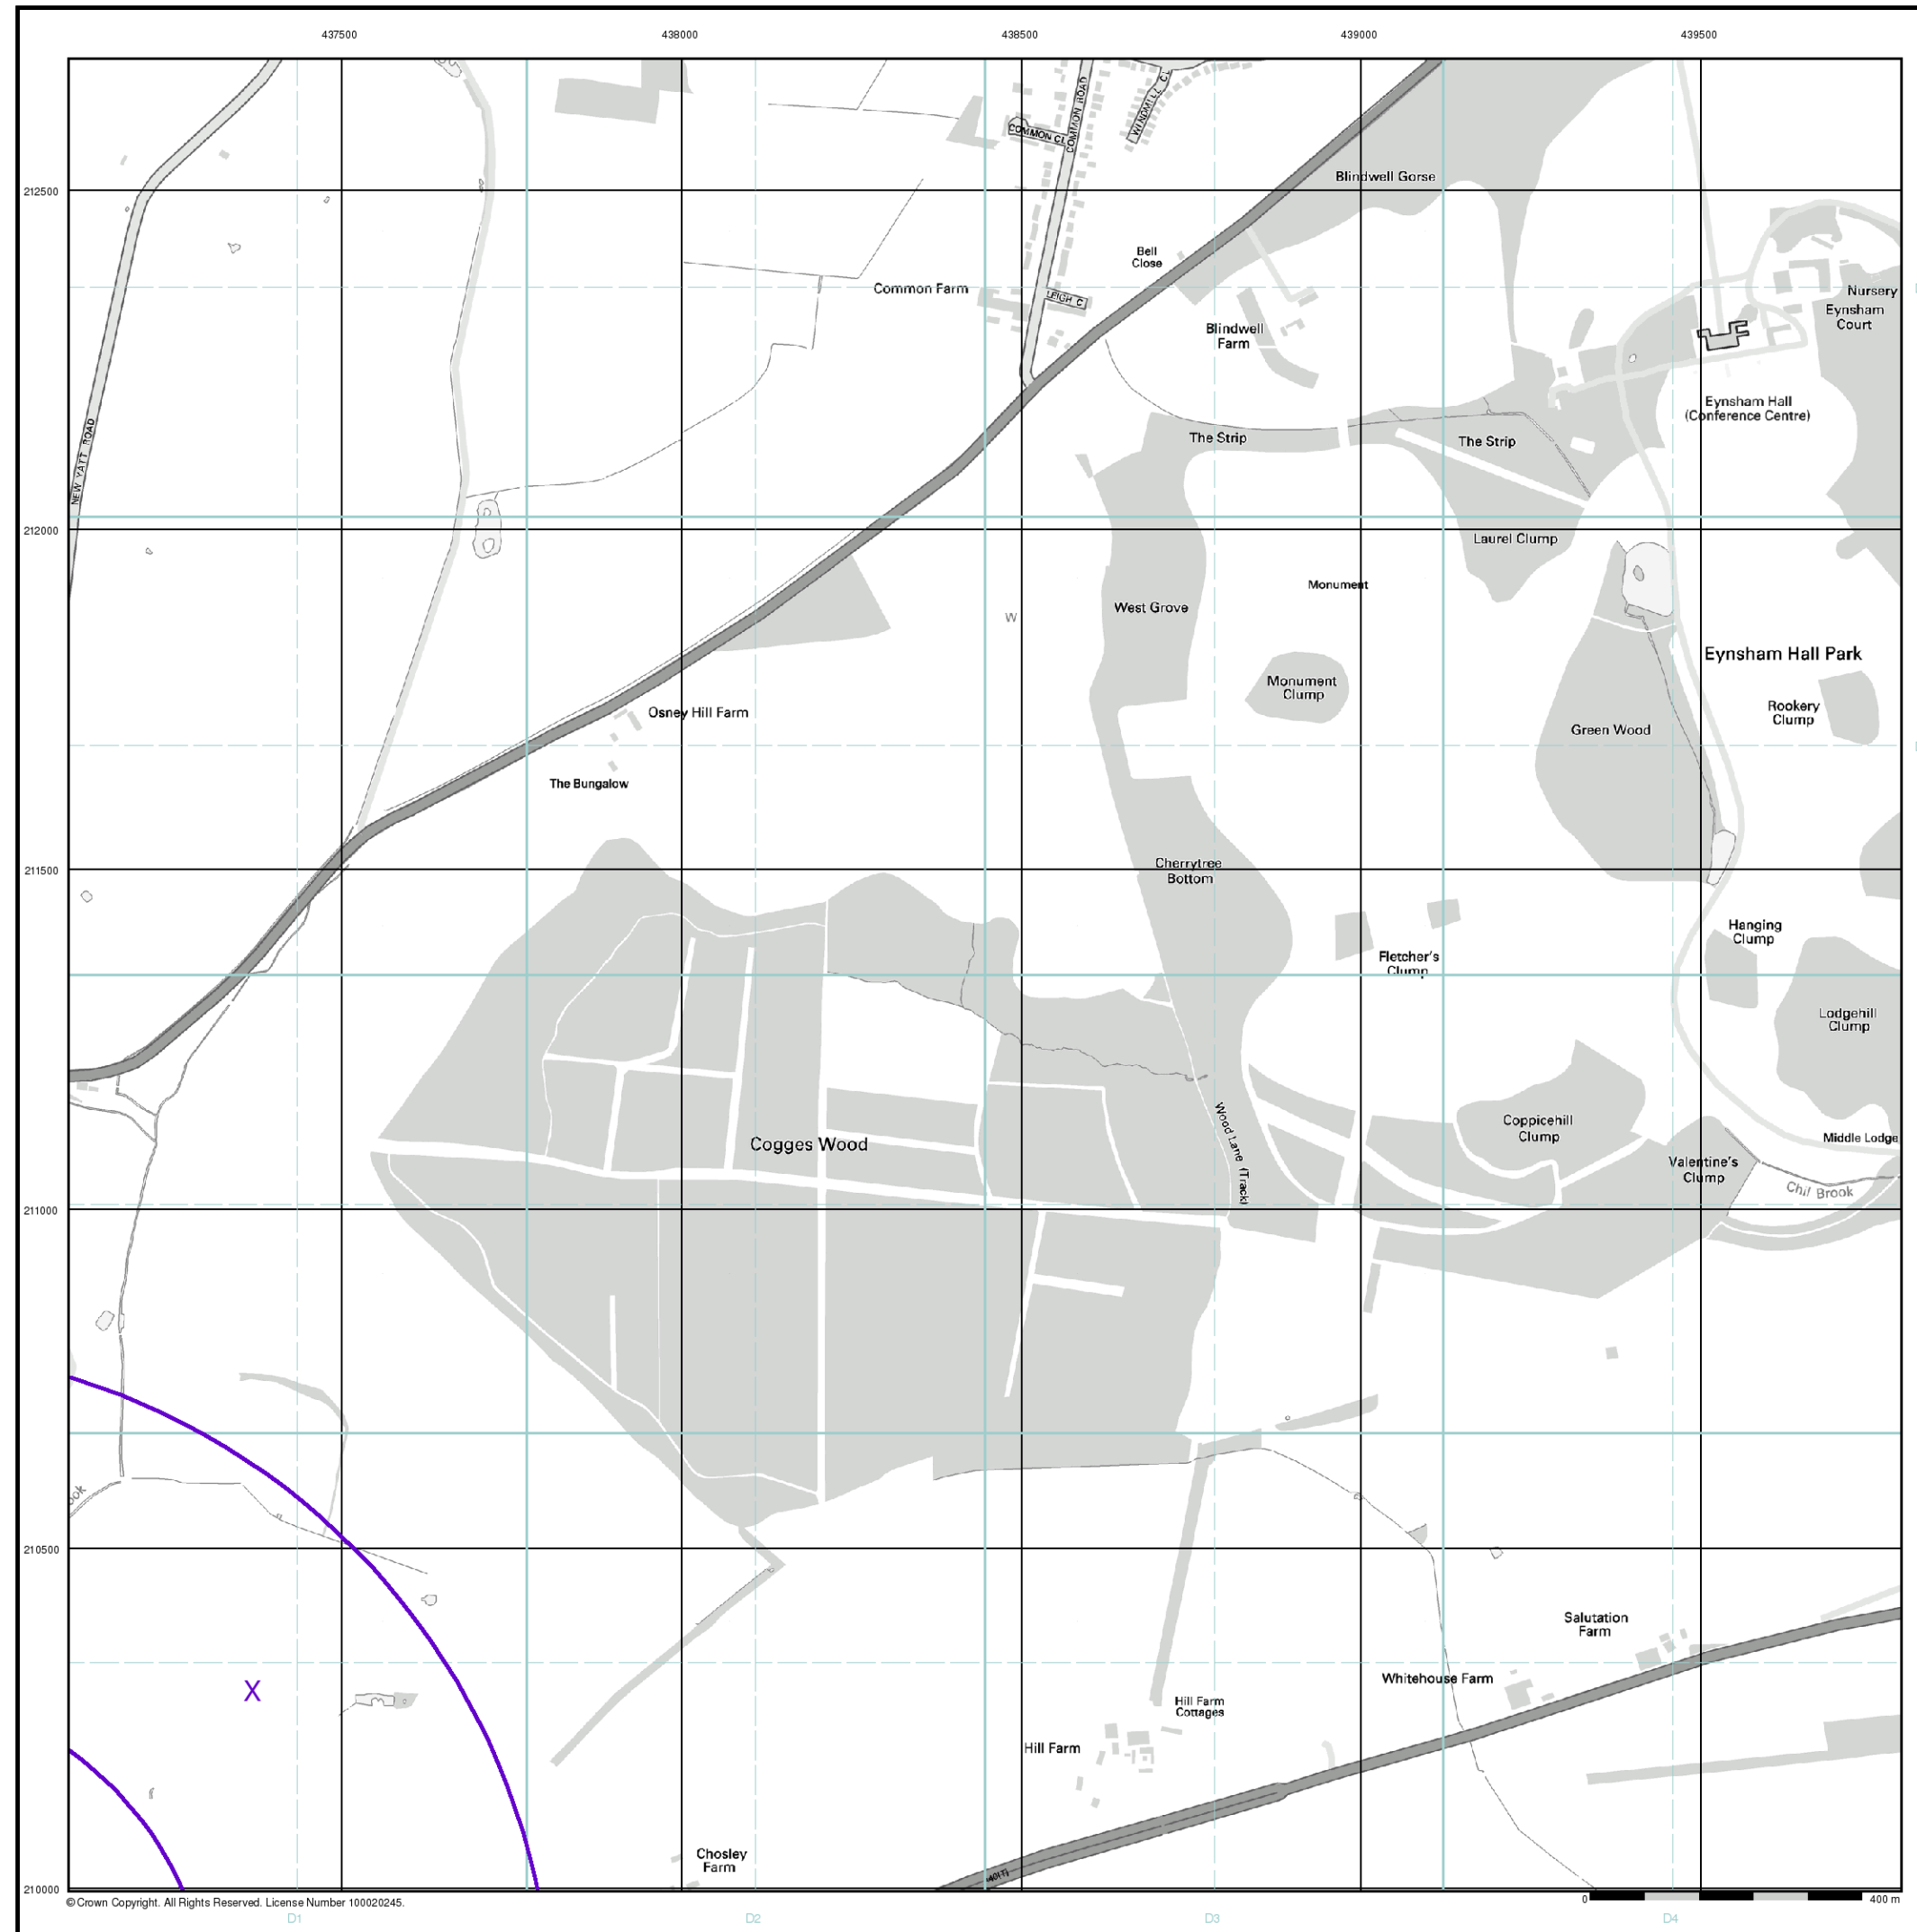 437500
438000
438500
439000
439500
COMMON ROAD
WINDMILL CL
COMMON CL
212500
Blindwell Gorse
Bell
Close
Common Farm
LEIGH C
Nursery
Eynsham
Court
Blindwell
Farm
Eynsham Hall
(Conference Centre)
NEW YATT ROAD
The Strip
The Strip
212000
Laurel Clump
Monument
West Grove
W
Eynsham Hall Park
Monument
Clump
Osney Hill Farm
Rookery
Clump
Green Wood
The Bungalow
211500
Cherrytree
Bottom
Hanging
Clump
Fletcher's
Clump
Lodgehill
Clump
Coppicehill
Clump
Wood Lane (Track)
Cogges Wood
Middle Lodge
Valentine's
Clump
Chil Brook
211000
ook
210500
Salutation
Farm
X
Whitehouse Farm
Hill Farm
Cottages
Hill Farm
Chosley
Farm
40(T)
210000
© Crown Copyright. All Rights Reserved. License Number 100020245.
0 400 m
D1
D2
D3
D4